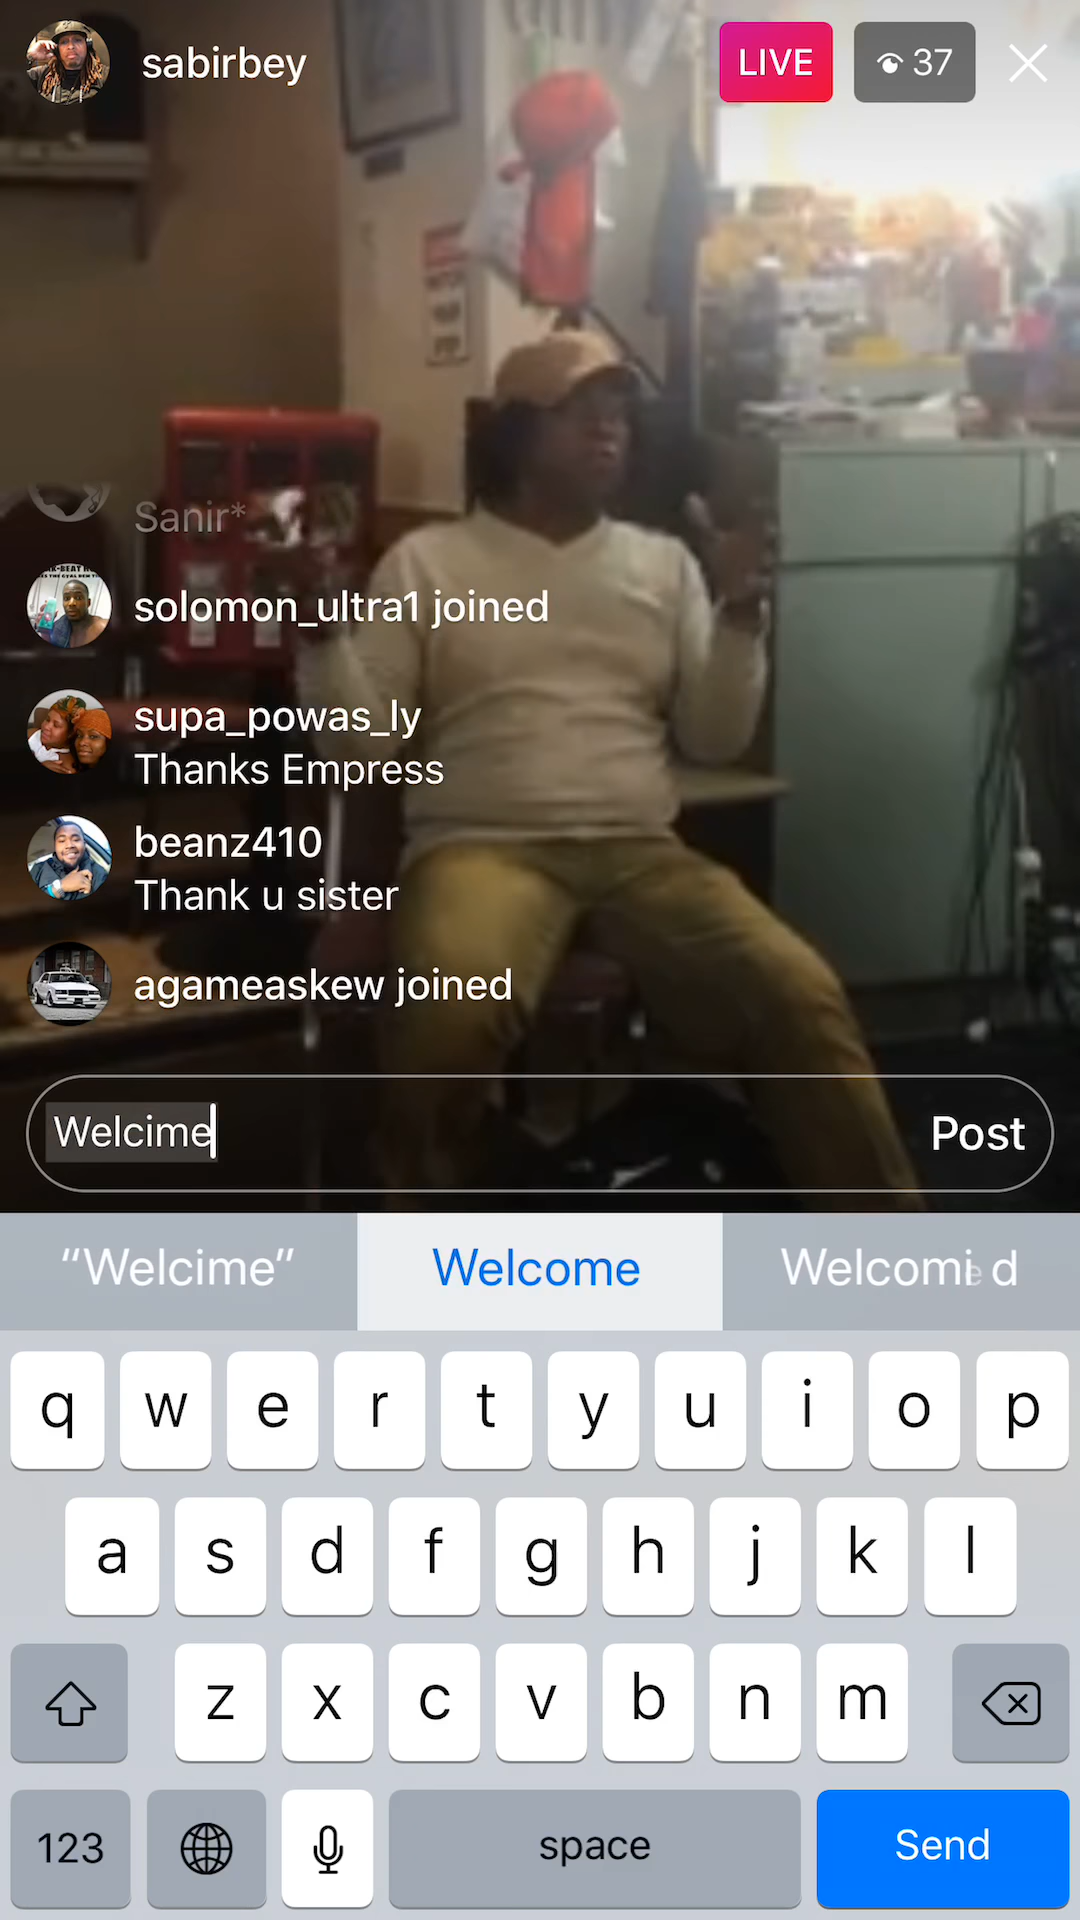 sabirbey
LIVE
37
Sanir*
solomon_ultra1 joined
supa_powas_ly
Thanks Empress
beanz410
Thank u sister
agameaskew joined
Welcime
Post
“Welcime”
Welcome
q w e r t y u i o p
a s d f g h j k l
z x c v b n m
123
space
Send